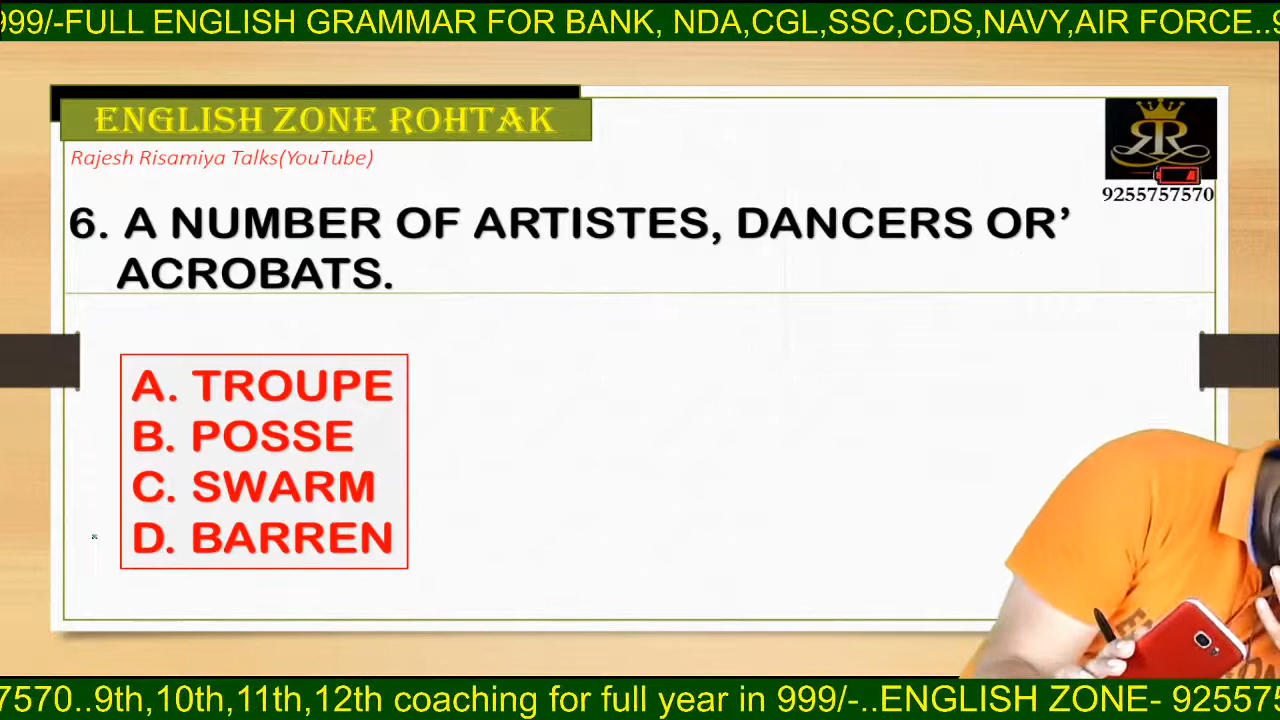 999/-FULL ENGLISH GRAMMAR FOR BANK, NDA,CGL,SSC,CDS,NAVY,AIR FORCE..9
ENGLISH ZONE ROHTAK
Rajesh Risamiya Talks(YouTube)
RR
9255757570
6. A NUMBER OF ARTISTES, DANCERS OR’
ACROBATS.
A. TROUPE
B. POSSE
C. SWARM
D. BARREN
7570..9th,10th,11th,12th coaching for full year in 999/-..ENGLISH ZONE- 925575